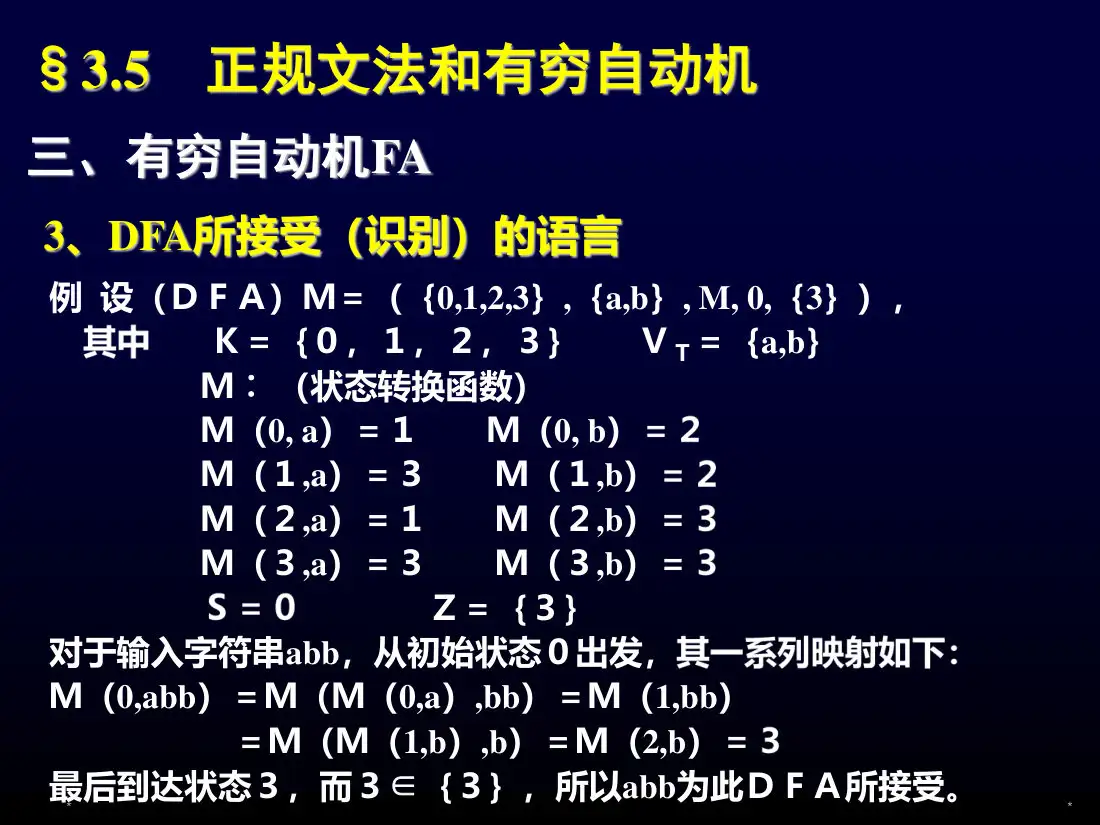 §3.5 正规文法和有穷自动机
三、有穷自动机FA
3、DFA所接受（识别）的语言
例 设（ＤＦＡ）Ｍ＝（｛0,1,2,3｝,｛a,b｝, M, 0,｛3｝），
其中 Ｋ＝｛０，１，２，３｝ ＶT＝｛a,b｝
Ｍ：（状态转换函数）
Ｍ（0, a）＝１ Ｍ（0, b）＝２
Ｍ（１,a）＝３ Ｍ（１,b）＝２
Ｍ（２,a）＝１ Ｍ（２,b）＝３
Ｍ（３,a）＝３ Ｍ（３,b）＝３
Ｓ＝０ Ｚ＝｛３｝
对于输入字符串abb，从初始状态０出发，其一系列映射如下：
Ｍ（0,abb）＝Ｍ（Ｍ（0,a）,bb）＝Ｍ（1,bb）
＝Ｍ（Ｍ（1,b）,b）＝Ｍ（2,b）＝３
最后到达状态３，而３∈｛３｝，所以abb为此ＤＦＡ所接受。
*